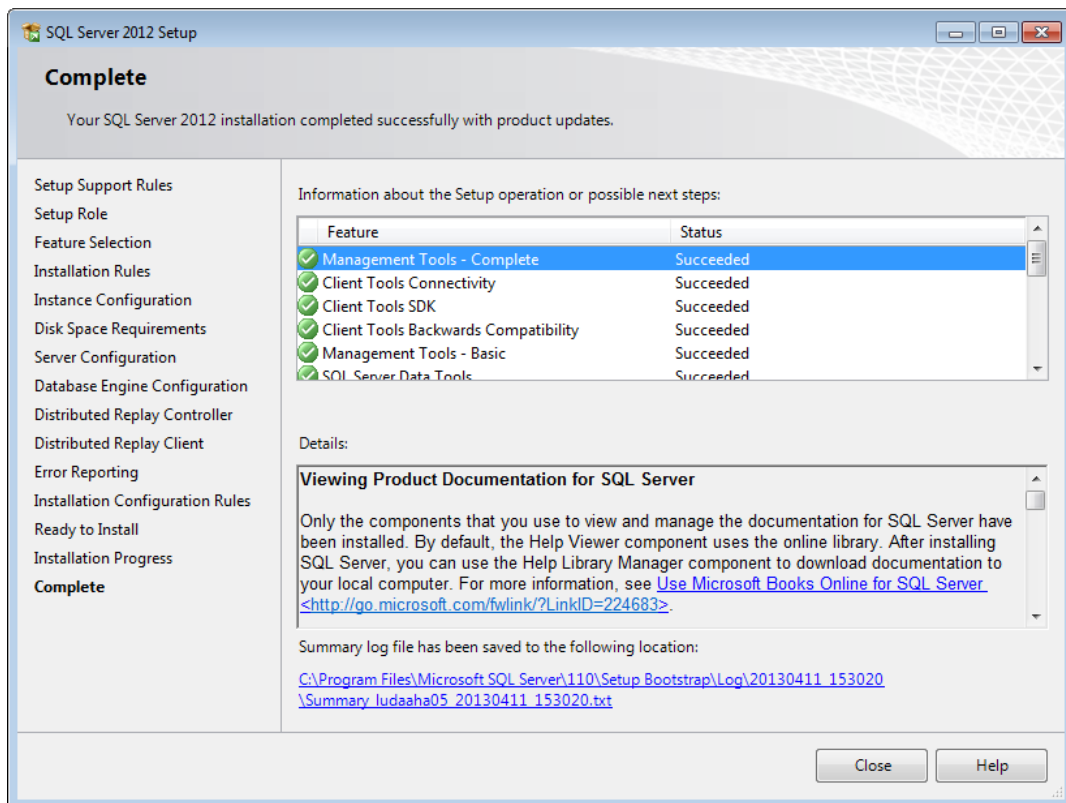 SQL Server 2012 Setup
Complete
Your SQL Server 2012 installation completed successfully with product updates.
Setup Support Rules
Setup Role
Feature Selection
Installation Rules
Instance Configuration
Disk Space Requirements
Server Configuration
Database Engine Configuration
Distributed Replay Controller
Distributed Replay Client
Error Reporting
Installation Configuration Rules
Ready to Install
Installation Progress
Complete
Information about the Setup operation or possible next steps:
Feature Status
Management Tools - Complete Succeeded
Client Tools Connectivity Succeeded
Client Tools SDK Succeeded
Client Tools Backwards Compatibility Succeeded
Management Tools - Basic Succeeded
SQL Server Data Tools Succeeded
Details:
Viewing Product Documentation for SQL Server
Only the components that you use to view and manage the documentation for SQL Server have
been installed. By default, the Help Viewer component uses the online library. After installing
SQL Server, you can use the Help Library Manager component to download documentation to
your local computer. For more information, see Use Microsoft Books Online for SQL Server
<http://go.microsoft.com/fwlink/?LinkID=224683>.
Summary log file has been saved to the following location:
C:\Program Files\Microsoft SQL Server\110\Setup Bootstrap\Log\20130411_153020
\Summary_ludaaha05_20130411_153020.txt
Close
Help